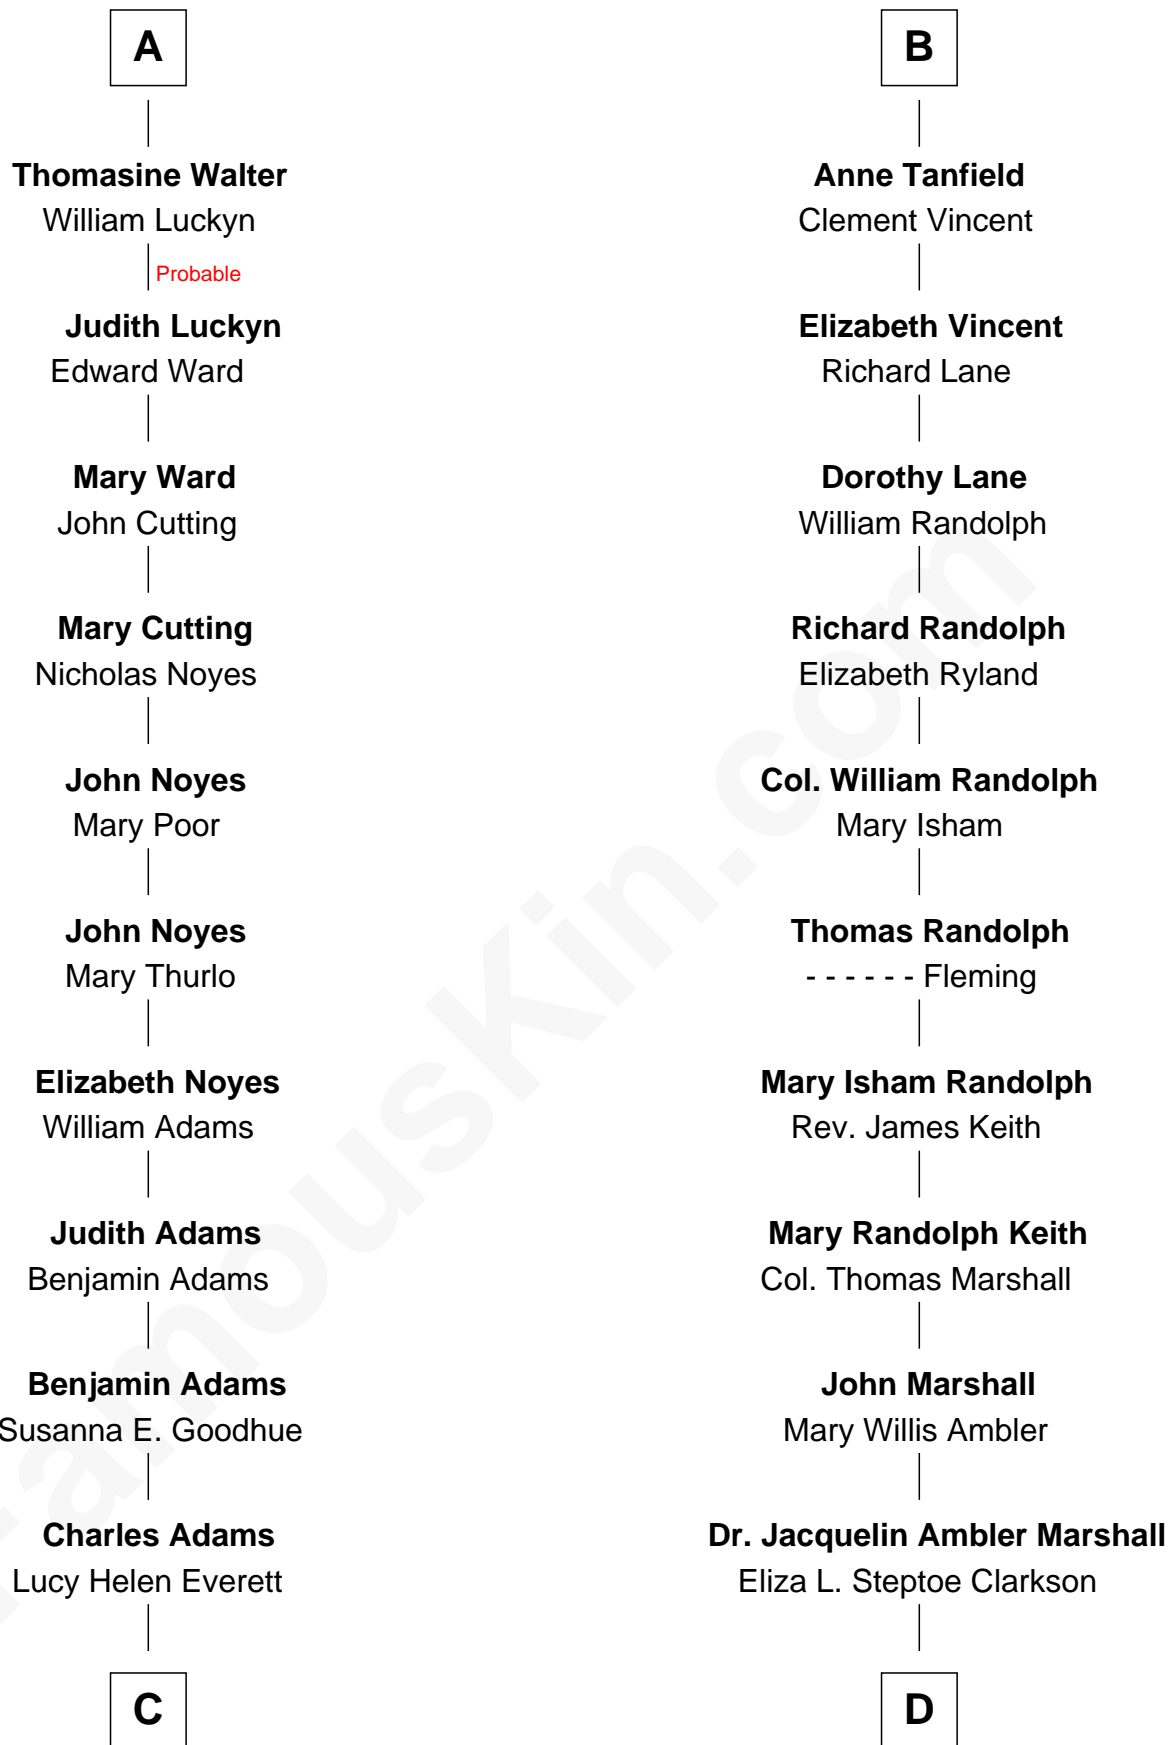 A
Thomasine Walter
William Luckyn
Probable
Judith Luckyn
Edward Ward
Mary Ward
John Cutting
Mary Cutting
Nicholas Noyes
John Noyes
Mary Poor
John Noyes
Mary Thurlo
Elizabeth Noyes
William Adams
Judith Adams
Benjamin Adams
Benjamin Adams
Susanna E. Goodhue
Charles Adams
Lucy Helen Everett
C
B
Anne Tanfield
Clement Vincent
Elizabeth Vincent
Richard Lane
Dorothy Lane
William Randolph
Richard Randolph
Elizabeth Ryland
Col. William Randolph
Mary Isham
Thomas Randolph
- - - - - - Fleming
Mary Isham Randolph
Rev. James Keith
Mary Randolph Keith
Col. Thomas Marshall
John Marshall
Mary Willis Ambler
Dr. Jacquelin Ambler Marshall
Eliza L. Steptoe Clarkson
D
FamousKin.com